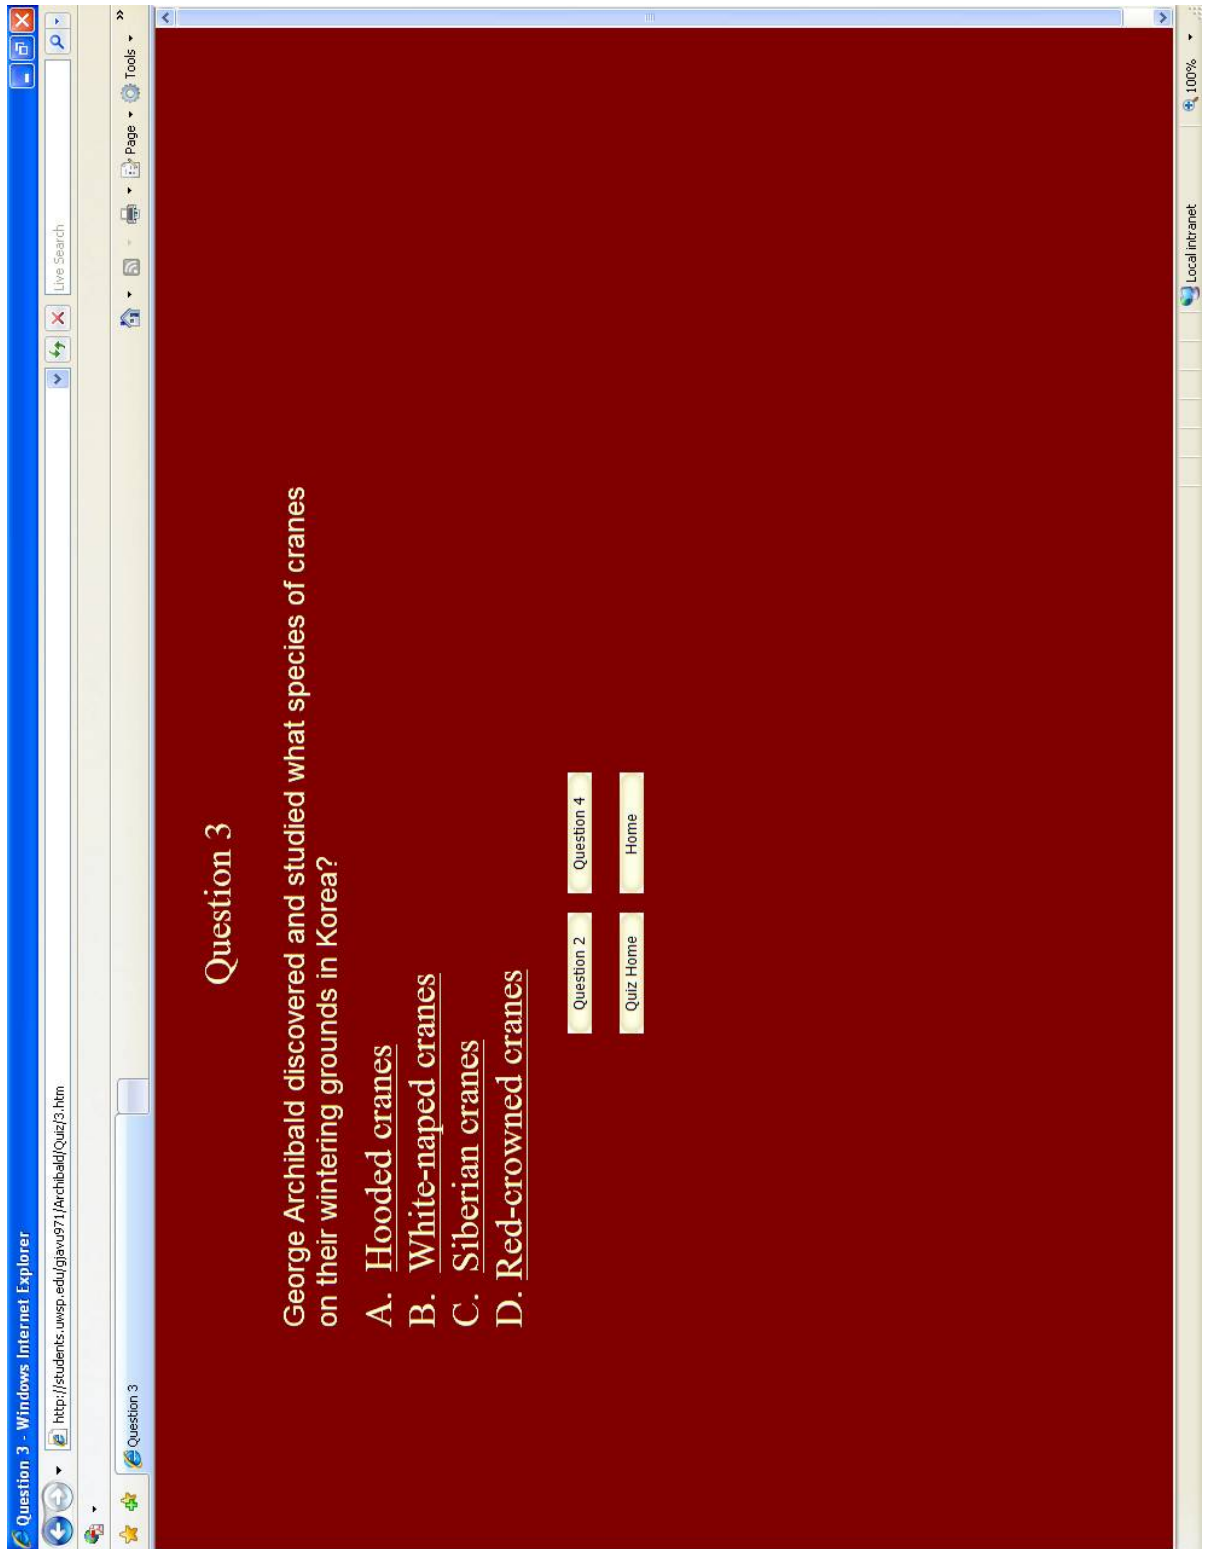 Question 3 - Windows Internet Explorer
http://students.uwsp.edu/gjavu971/Archibald/Quiz/3.htm
Live Search
Question 3
Page
Tools
Question 3
George Archibald discovered and studied what species of cranes
on their wintering grounds in Korea?
A. Hooded cranes
B. White-naped cranes
C. Siberian cranes
D. Red-crowned cranes
Question 2
Question 4
Quiz Home
Home
Local intranet
100%